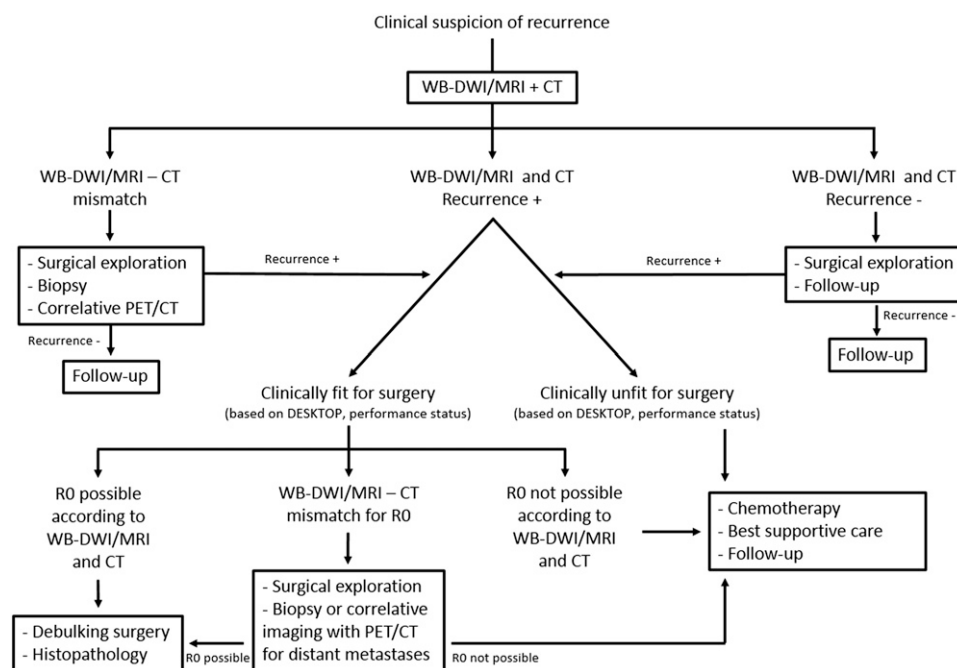 Clinical suspicion of recurrence
WB-DWI/MRI + CT
WB-DWI/MRI – CT
mismatch
WB-DWI/MRI and CT
Recurrence +
WB-DWI/MRI and CT
Recurrence -
- Surgical exploration
- Biopsy
- Correlative PET/CT
Recurrence +
Recurrence +
- Surgical exploration
- Follow-up
Recurrence -
Follow-up
Recurrence -
Follow-up
Clinically fit for surgery
(based on DESKTOP, performance status)
Clinically unfit for surgery
(based on DESKTOP, performance status)
R0 possible
according to
WB-DWI/MRI
and CT
WB-DWI/MRI – CT
mismatch for R0
R0 not possible
according to
WB-DWI/MRI
and CT
- Chemotherapy
- Best supportive care
- Follow-up
- Debulking surgery
- Histopathology
R0 possible
- Surgical exploration
- Biopsy or correlative
imaging with PET/CT
for distant metastases
R0 not possible